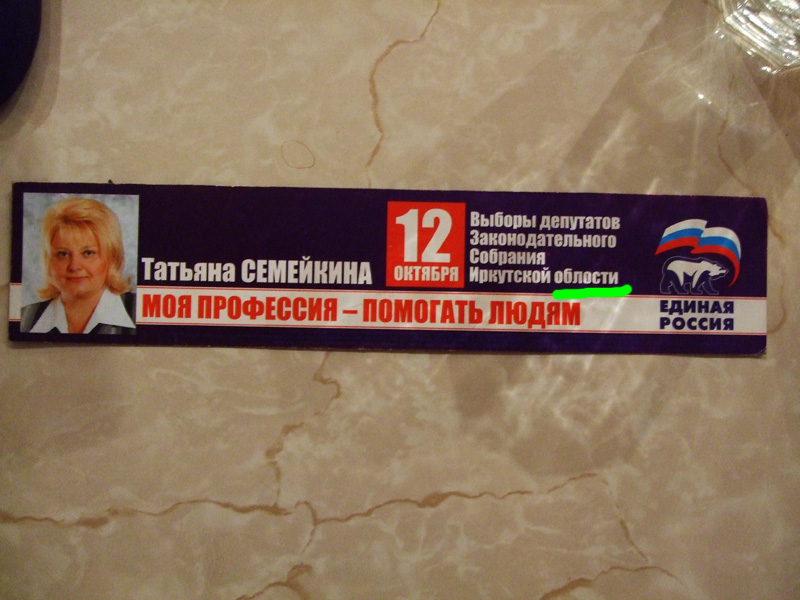 Татьяна СЕМЕЙКИНА
12
ОКТЯБРЯ
Выборы депутатов
Законодательного
Собрания
Иркутской области
МОЯ ПРОФЕССИЯ – ПОМОГАТЬ ЛЮДЯМ
ЕДИНАЯ
РОССИЯ